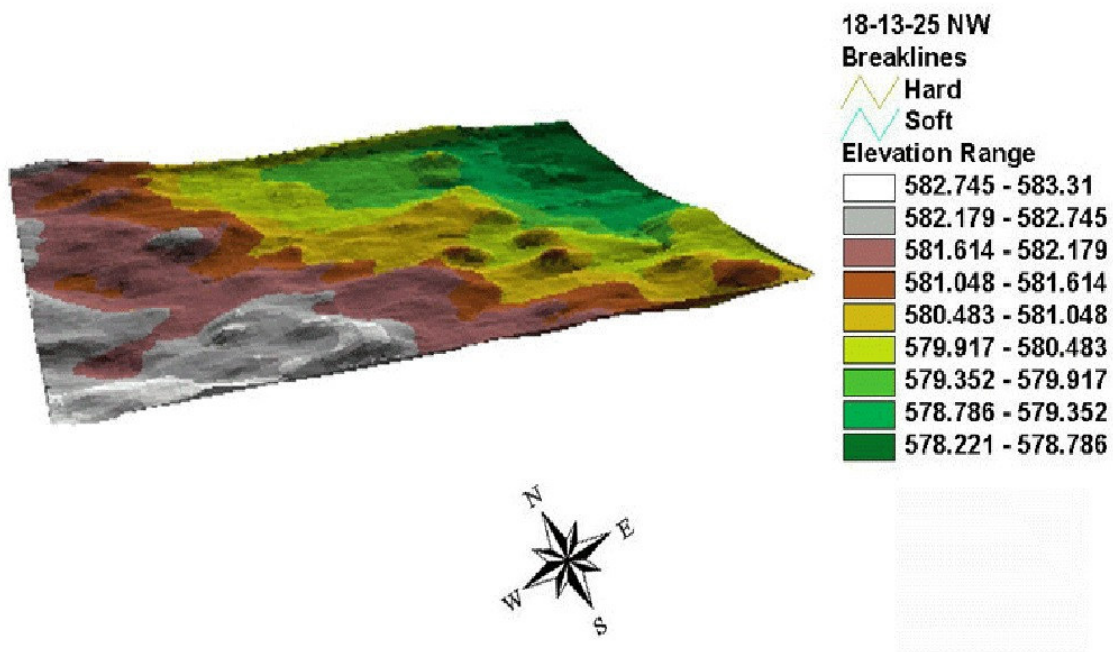 18-13-25 NW
Breaklines
Hard
Soft
Elevation Range
582.745 - 583.31
582.179 - 582.745
581.614 - 582.179
581.048 - 581.614
580.483 - 581.048
579.917 - 580.483
579.352 - 579.917
578.786 - 579.352
578.221 - 578.786
N
E
W
S